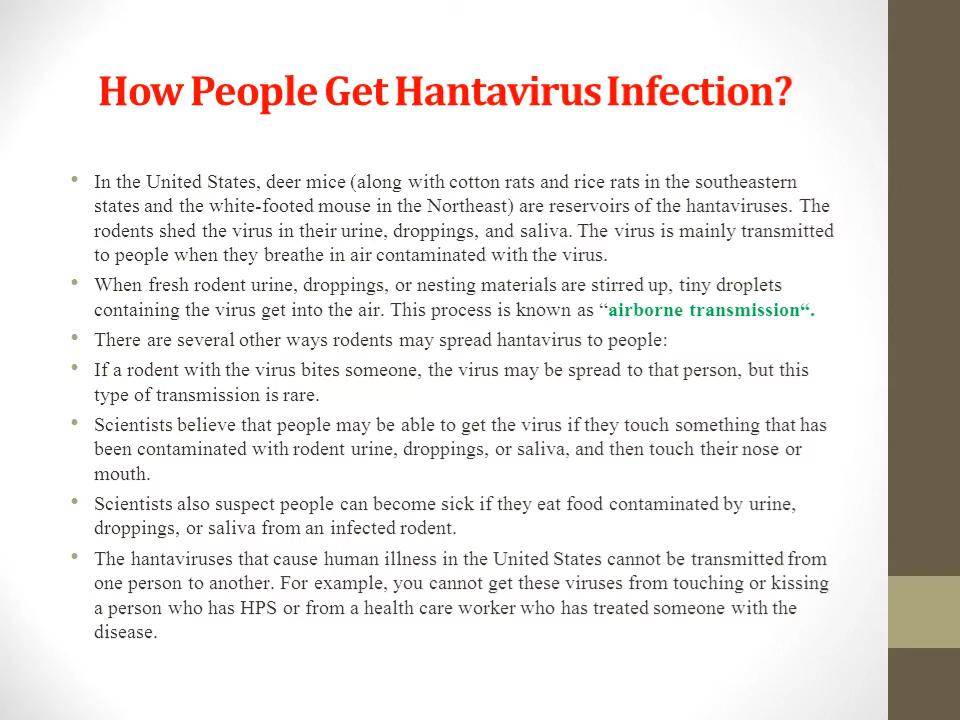 How People Get Hantavirus Infection?
• In the United States, deer mice (along with cotton rats and rice rats in the southeastern
states and the white-footed mouse in the Northeast) are reservoirs of the hantaviruses. The
rodents shed the virus in their urine, droppings, and saliva. The virus is mainly transmitted
to people when they breathe in air contaminated with the virus.
• When fresh rodent urine, droppings, or nesting materials are stirred up, tiny droplets
containing the virus get into the air. This process is known as “airborne transmission“.
• There are several other ways rodents may spread hantavirus to people:
• If a rodent with the virus bites someone, the virus may be spread to that person, but this
type of transmission is rare.
• Scientists believe that people may be able to get the virus if they touch something that has
been contaminated with rodent urine, droppings, or saliva, and then touch their nose or
mouth.
• Scientists also suspect people can become sick if they eat food contaminated by urine,
droppings, or saliva from an infected rodent.
• The hantaviruses that cause human illness in the United States cannot be transmitted from
one person to another. For example, you cannot get these viruses from touching or kissing
a person who has HPS or from a health care worker who has treated someone with the
disease.